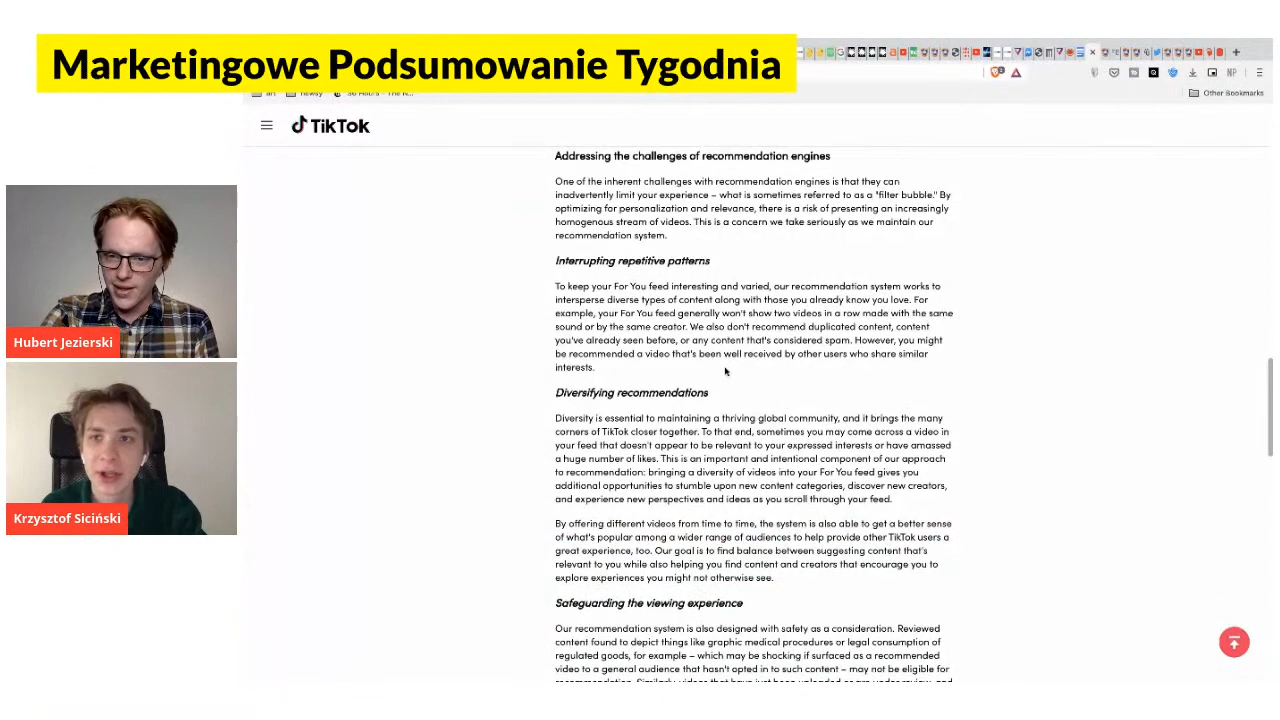 Marketingowe Podsumowanie Tygodnia
NP
Other Bookmarks
TikTok
Hubert Jezierski
Krzysztof Siciński
Addressing the challenges of recommendation engines
One of the inherent challenges with recommendation engines is that they can
inadvertently limit your experience – what is sometimes referred to as a "filter bubble." By
optimizing for personalization and relevance, there is a risk of presenting an increasingly
homogenous stream of videos. This is a concern we take seriously as we maintain our
recommendation system.
Interrupting repetitive patterns
To keep your For You feed interesting and varied, our recommendation system works to
intersperse diverse types of content along with those you already know you love. For
example, your For You feed generally won't show two videos in a row made with the same
sound or by the same creator. We also don't recommend duplicated content, content
you've already seen before, or any content that's considered spam. However, you might
be recommended a video that's been well received by other users who share similar
interests.
Diversifying recommendations
Diversity is essential to maintaining a thriving global community, and it brings the many
corners of TikTok closer together. To that end, sometimes you may come across a video in
your feed that doesn't appear to be relevant to your expressed interests or have amassed
a huge number of likes. This is an important and intentional component of our approach
to recommendation: bringing a diversity of videos into your For You feed gives you
additional opportunities to stumble upon new content categories, discover new creators,
and experience new perspectives and ideas as you scroll through your feed.
By offering different videos from time to time, the system is also able to get a better sense
of what's popular among a wider range of audiences to help provide other TikTok users a
great experience, too. Our goal is to find balance between suggesting content that's
relevant to you while also helping you find content and creators that encourage you to
explore experiences you might not otherwise see.
Safeguarding the viewing experience
Our recommendation system is also designed with safety as a consideration. Reviewed
content found to depict things like graphic medical procedures or legal consumption of
regulated goods, for example – which may be shocking if surfaced as a recommended
video to a general audience that hasn't opted in to such content – may not be eligible for